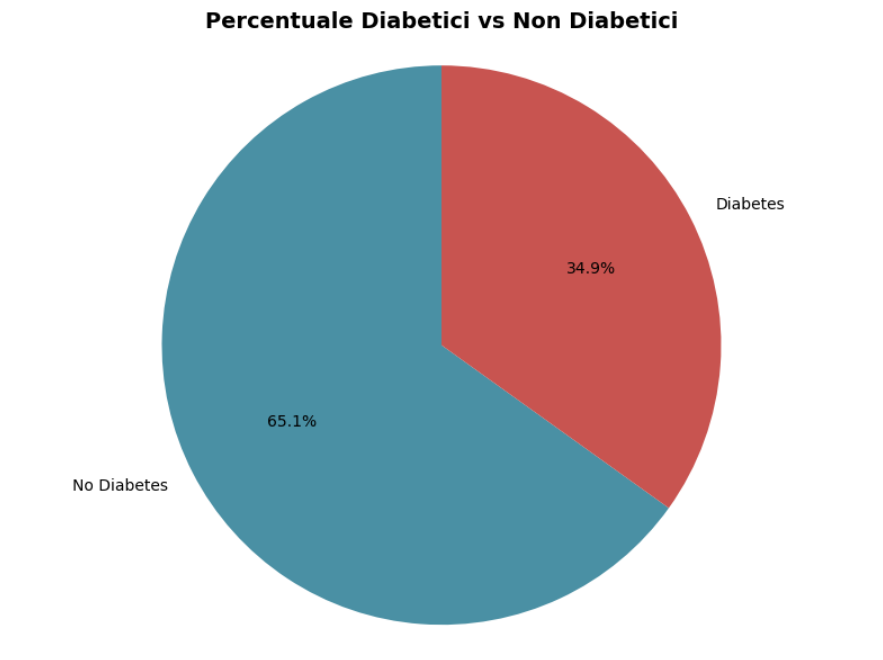 Percentuale Diabetici vs Non Diabetici
Diabetes
34.9%
65.1%
No Diabetes